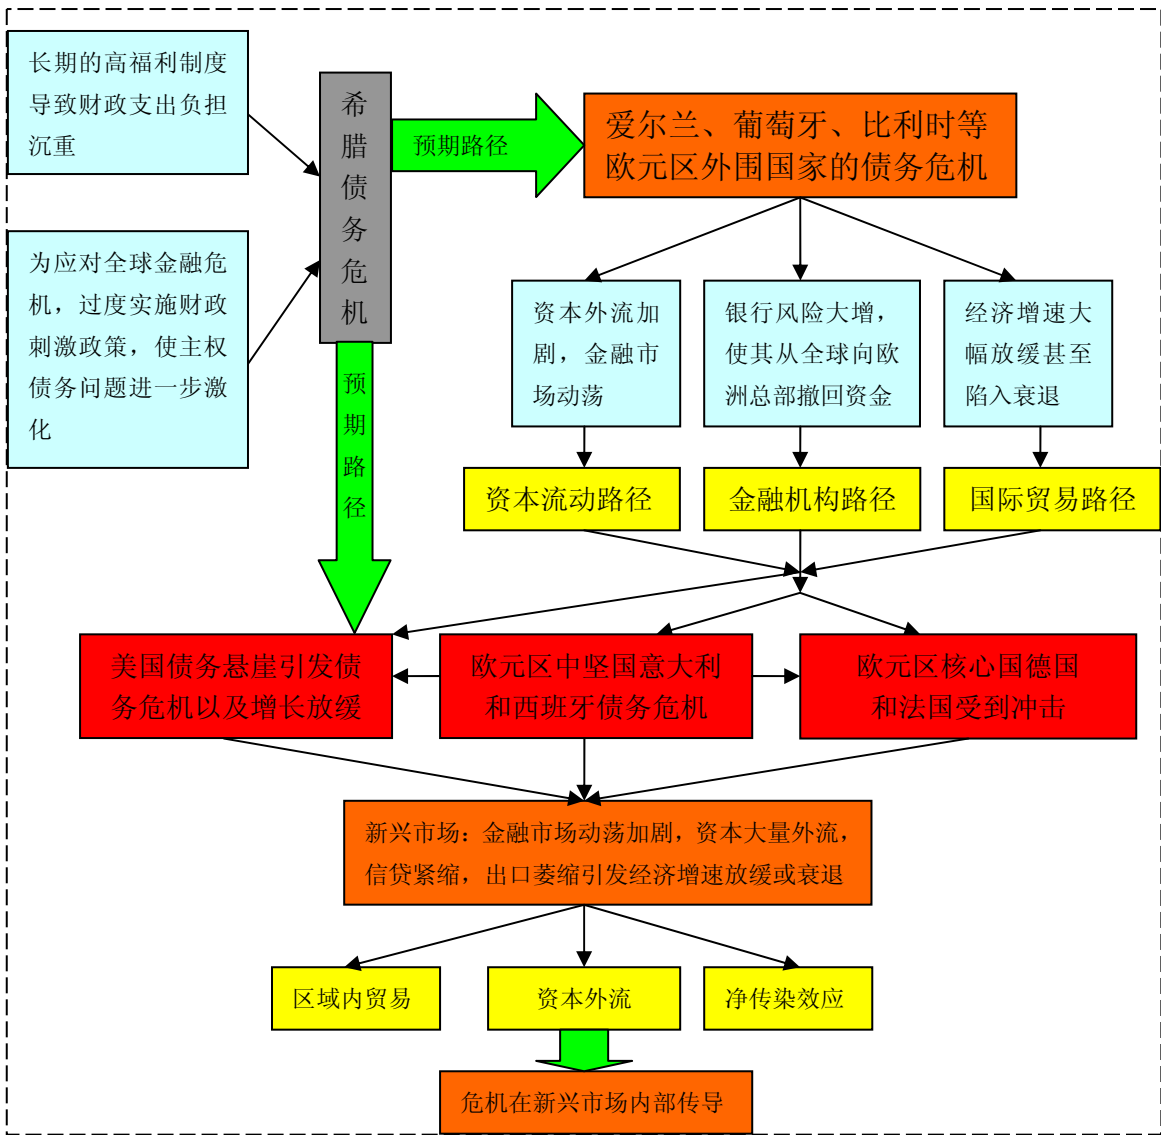 长期的高福利制度
导致财政支出负担
沉重
为应对全球金融危
机，过度实施财政
刺激政策，使主权
债务问题进一步激
化
希腊债务危机
预期路径
预期路径
爱尔兰、葡萄牙、比利时等
欧元区外围国家的债务危机
资本外流加
剧，金融市
场动荡
银行风险大增，
使其从全球向欧
洲总部撤回资金
经济增速大
幅放缓甚至
陷入衰退
资本流动路径
金融机构路径
国际贸易路径
美国债务悬崖引发债
务危机以及增长放缓
欧元区中坚国意大利
和西班牙债务危机
欧元区核心国德国
和法国受到冲击
新兴市场：金融市场动荡加剧，资本大量外流，
信贷紧缩，出口萎缩引发经济增速放缓或衰退
区域内贸易
资本外流
净传染效应
危机在新兴市场内部传导